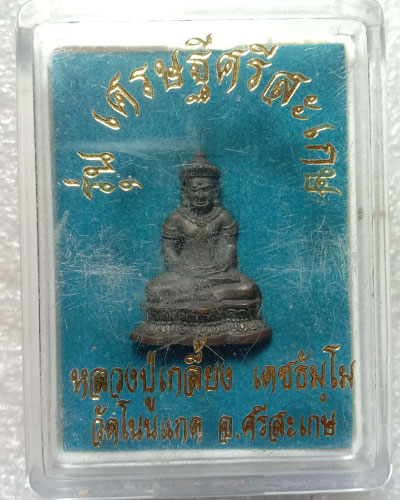 รุ่น เศรษฐีศรีสะเกษ
หลวงปู่เกลี้ยง เตชธัมโม
วัดโนนแกด อ.ศรีสะเกษ